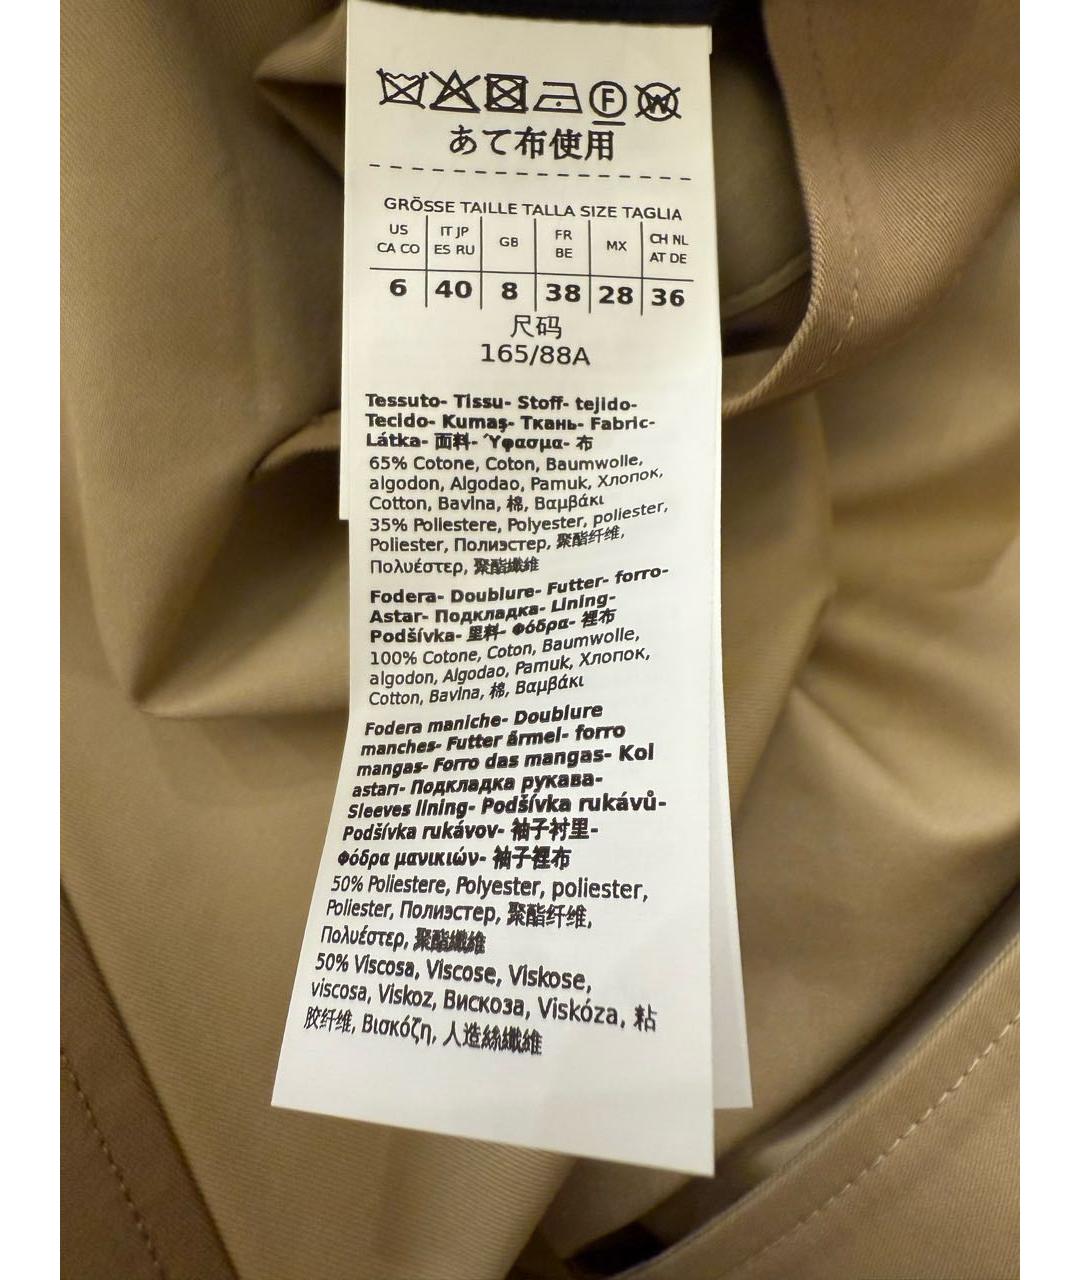 F W
あて布使用
GRÖSSE TAILLE TALLA SIZE TAGLIA
US CA CO | IT JP ES RU | GB | FR BE | MX | CH NL AT DE
6 | 40 | 8 | 38 | 28 | 36
尺码
165/88A
Tessuto- Tissu- Stoff- tejido-
Tecido- Kumaş- Ткань- Fabric-
Látka- 面料- Ύφασμα- 布
65% Cotone, Coton, Baumwolle,
algodon, Algodao, Pamuk, Хлопок,
Cotton, Bavlna, 棉, Βαμβάκι
35% Poliestere, Polyester, poliester,
Poliester, Полиэстер, 聚酯纤维,
Πολυέστερ, 聚酯纖維
Fodera- Doublure- Futter- forro-
Astar- Подкладка- Lining-
Podšívka- 里料- Φόδρα- 裡布
100% Cotone, Coton, Baumwolle,
algodon, Algodao, Pamuk, Хлопок,
Cotton, Bavlna, 棉, Βαμβάκι
Fodera maniche- Doublure
manches- Futter ärmel- forro
mangas- Forro das mangas- Kol
astarı- Подкладка рукава-
Sleeves lining- Podšívka rukávů-
Podšívka rukávov- 袖子衬里-
Φόδρα μανικιών- 袖子裡布
50% Poliestere, Polyester, poliester,
Poliester, Полиэстер, 聚酯纤维,
Πολυέστερ, 聚酯纖維
50% Viscosa, Viscose, Viskose,
viscosa, Viskoz, Вискоза, Viskóza, 粘
胶纤维, Βισκόζη, 人造絲纖維